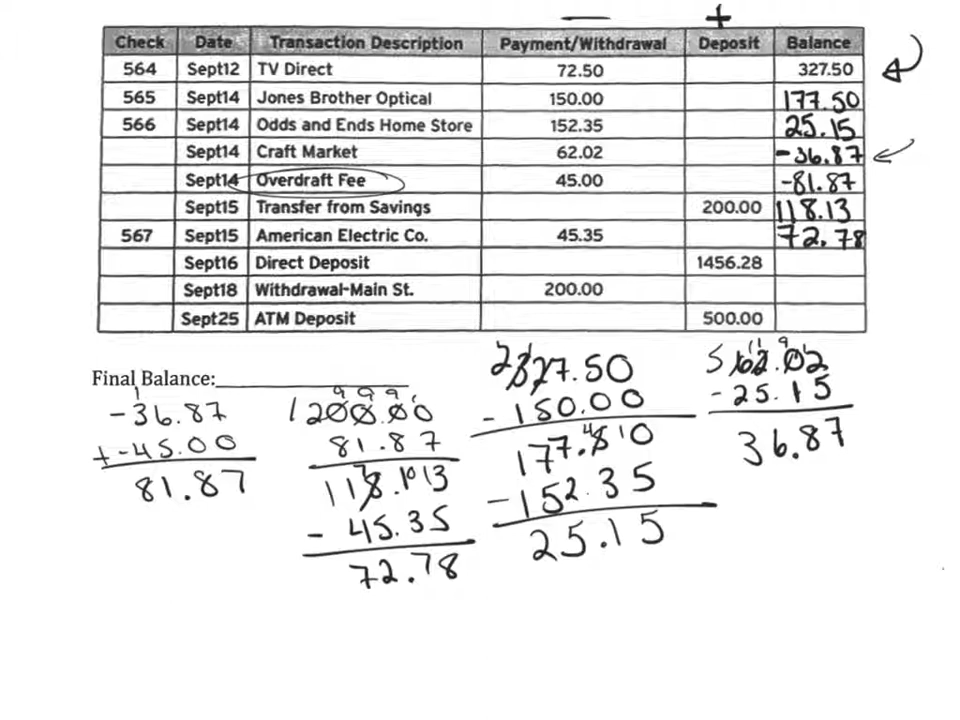 — +
Check Date Transaction Description Payment/Withdrawal Deposit Balance
564 Sept12 TV Direct 72.50 327.50
565 Sept14 Jones Brother Optical 150.00 177.50
566 Sept14 Odds and Ends Home Store 152.35 25.15
Sept14 Craft Market 62.02 -36.87
Sept14 Overdraft Fee 45.00 -81.87
Sept15 Transfer from Savings 200.00 118.13
567 Sept15 American Electric Co. 45.35 72.78
Sept16 Direct Deposit 1456.28
Sept18 Withdrawal-Main St. 200.00
Sept25 ATM Deposit 500.00
Final Balance:
-36.87
+-45.00
81.87
200.00
81.87
118.13
- 45.35
72.78
327.50
-150.00
177.50
-152.35
25.15
62.02
-25.15
36.87